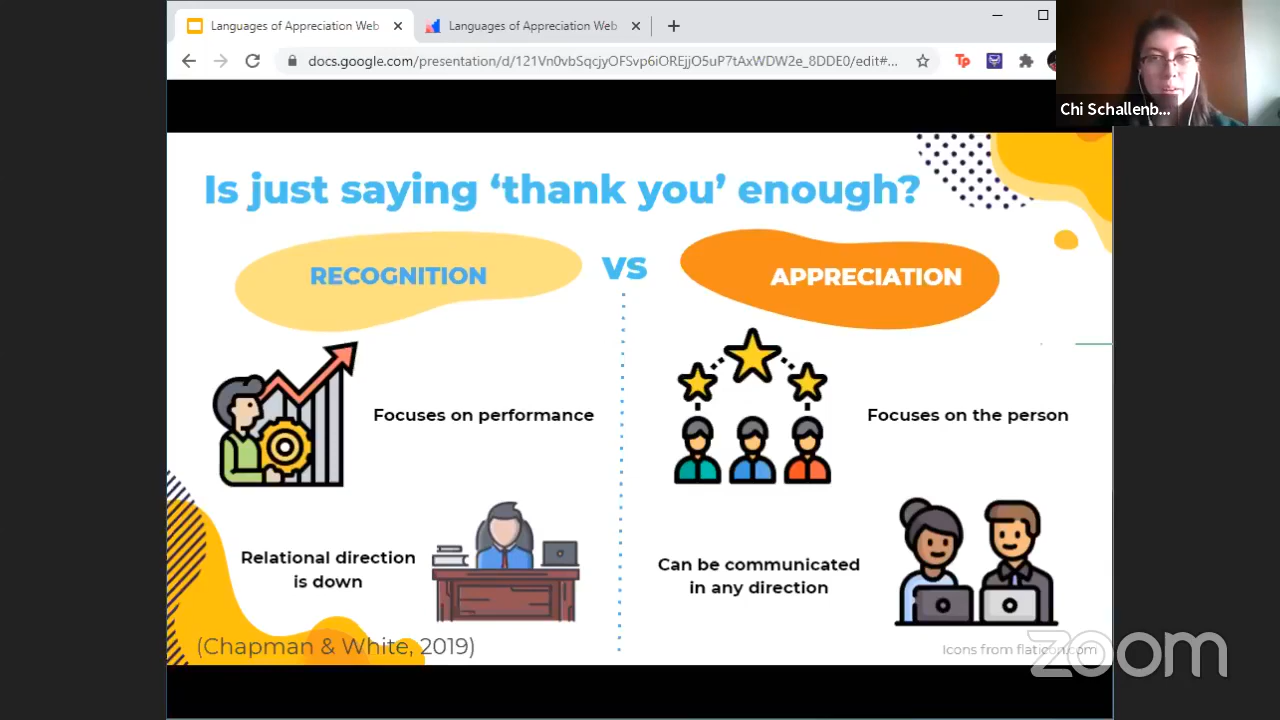 Languages of Appreciation Web
Languages of Appreciation Web
docs.google.com/presentation/d/121Vn0vbSqcjyOFSvp6iOREjjO5uP7tAxWDW2e_8DDE0/edit#...
Tp
Chi Schallenb...
Is just saying ‘thank you’ enough?
RECOGNITION
VS
APPRECIATION
Focuses on performance
Focuses on the person
Relational direction
is down
Can be communicated
in any direction
(Chapman & White, 2019)
Icons from flaticon.com
zoom